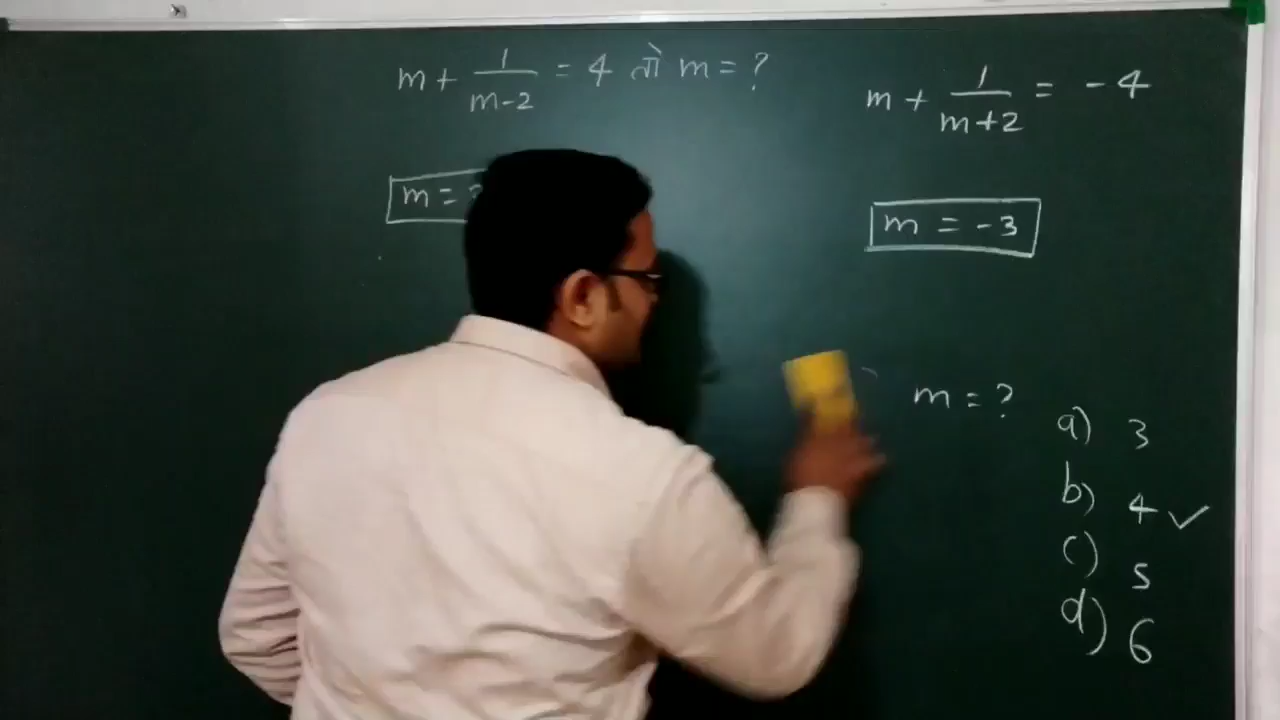 m + 1/(m-2) = 4 तो m = ?
m =
m + 1/(m+2) = -4
m = -3
m = ?
a) 3
b) 4 ✓
c) 5
d) 6